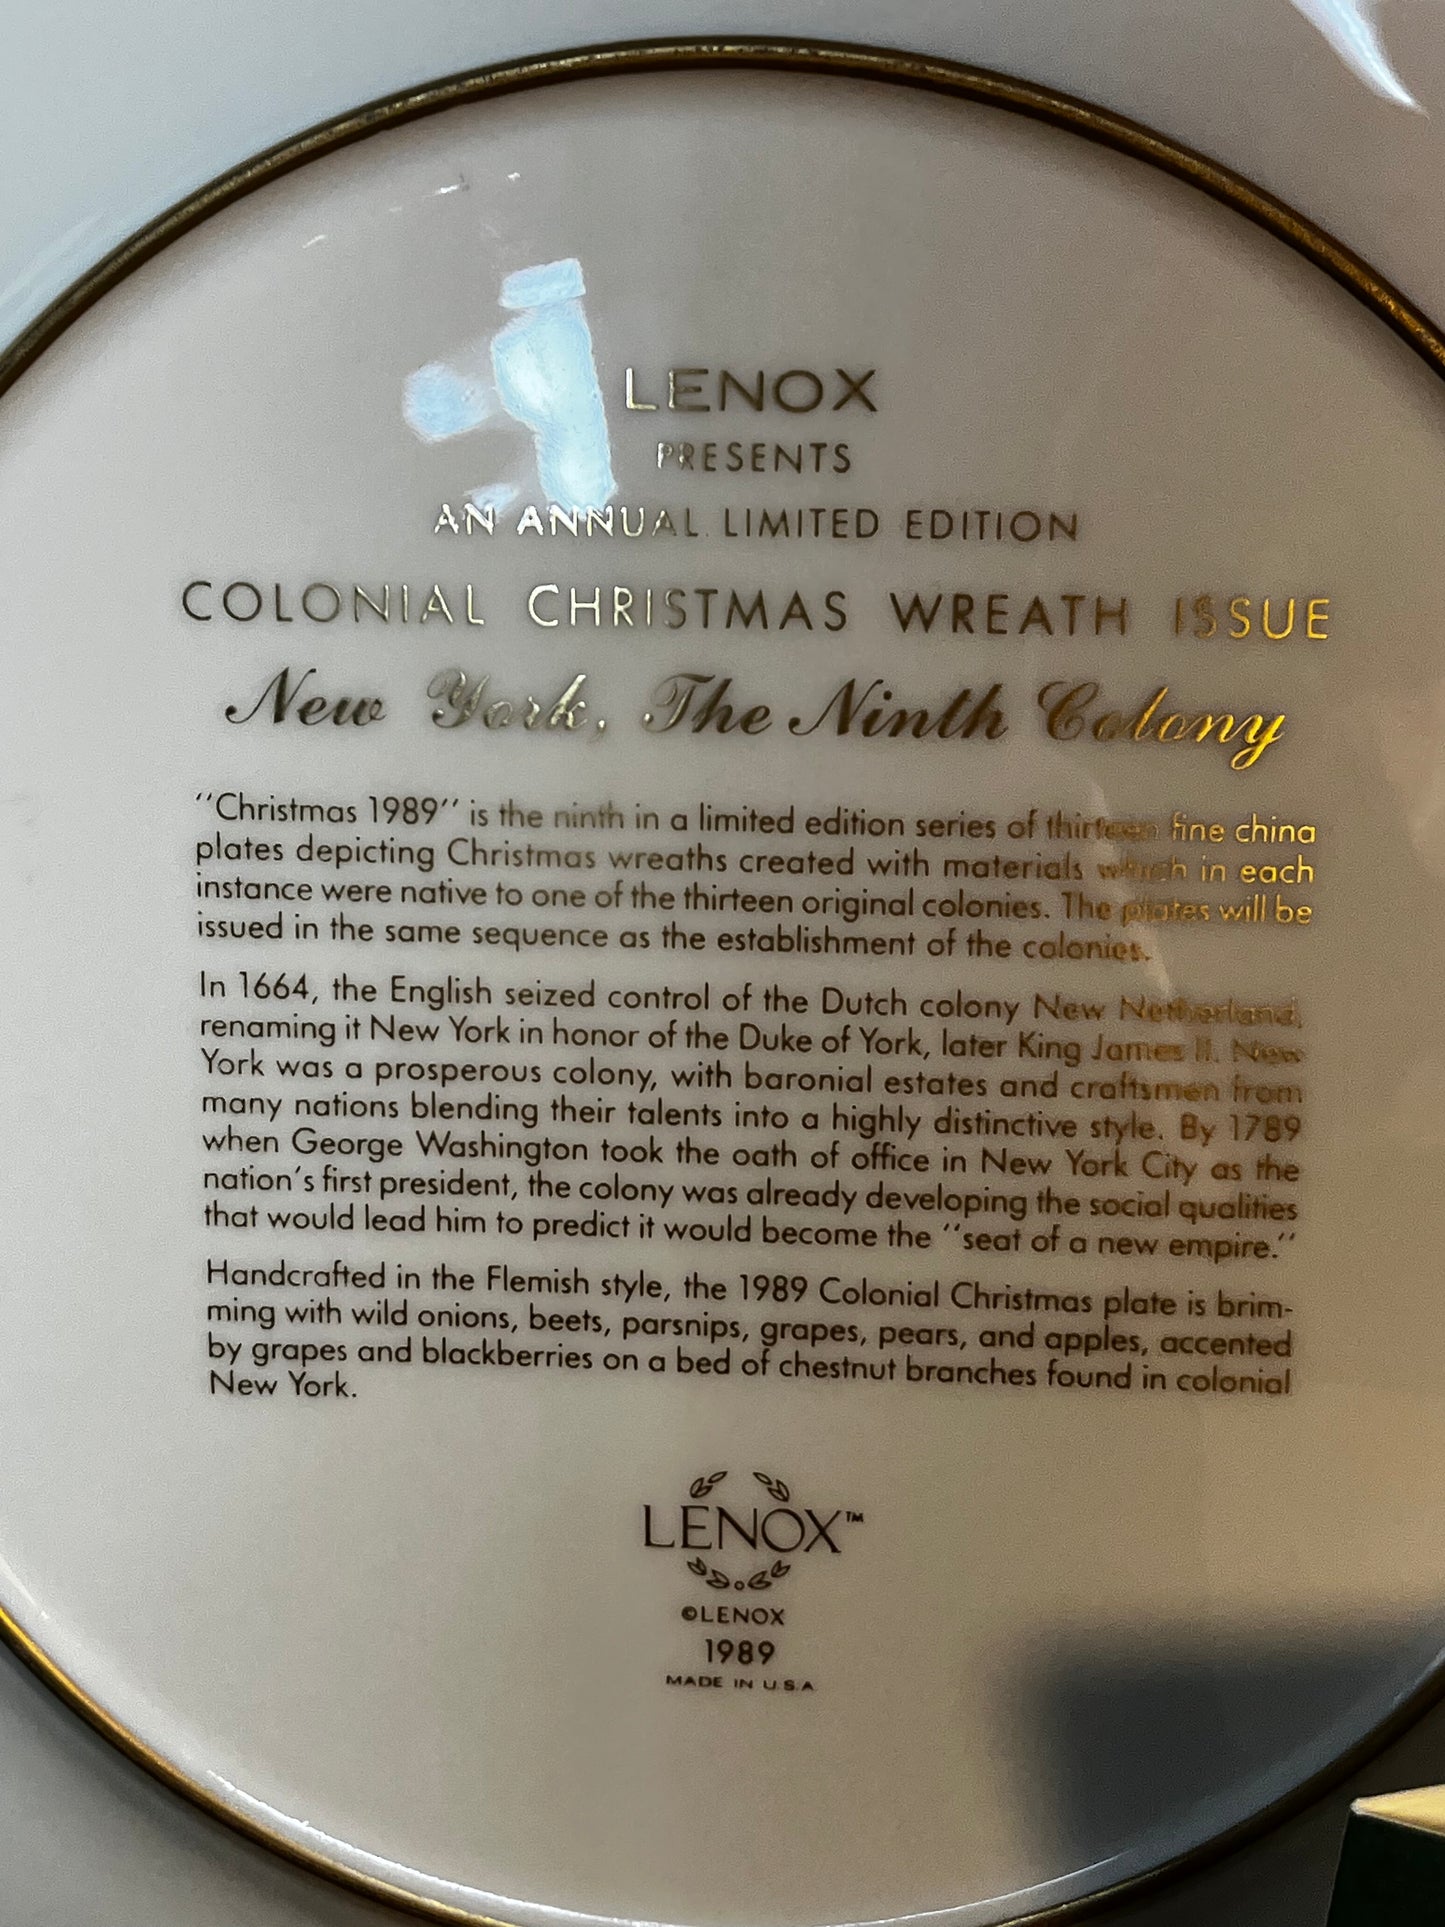 LENOX
PRESENTS
AN ANNUAL LIMITED EDITION
COLONIAL CHRISTMAS WREATH ISSUE
New York, The Ninth Colony
"Christmas 1989" is the ninth in a limited edition series of thirteen fine china
plates depicting Christmas wreaths created with materials which in each
instance were native to one of the thirteen original colonies. The plates will be
issued in the same sequence as the establishment of the colonies.
In 1664, the English seized control of the Dutch colony New Netherland,
renaming it New York in honor of the Duke of York, later King James II. New
York was a prosperous colony, with baronial estates and craftsmen from
many nations blending their talents into a highly distinctive style. By 1789
when George Washington took the oath of office in New York City as the
nation's first president, the colony was already developing the social qualities
that would lead him to predict it would become the "seat of a new empire."
Handcrafted in the Flemish style, the 1989 Colonial Christmas plate is brim-
ming with wild onions, beets, parsnips, grapes, pears, and apples, accented
by grapes and blackberries on a bed of chestnut branches found in colonial
New York.
LENOX™
©LENOX
1989
MADE IN U.S.A